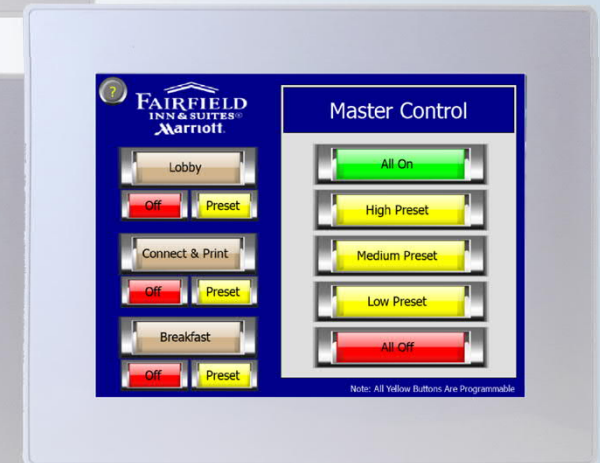 ?
FAIRFIELD
INN & SUITES®
Marriott
Lobby
Off
Preset
Connect & Print
Off
Preset
Breakfast
Off
Preset
Master Control
All On
High Preset
Medium Preset
Low Preset
All Off
Note: All Yellow Buttons Are Programmable